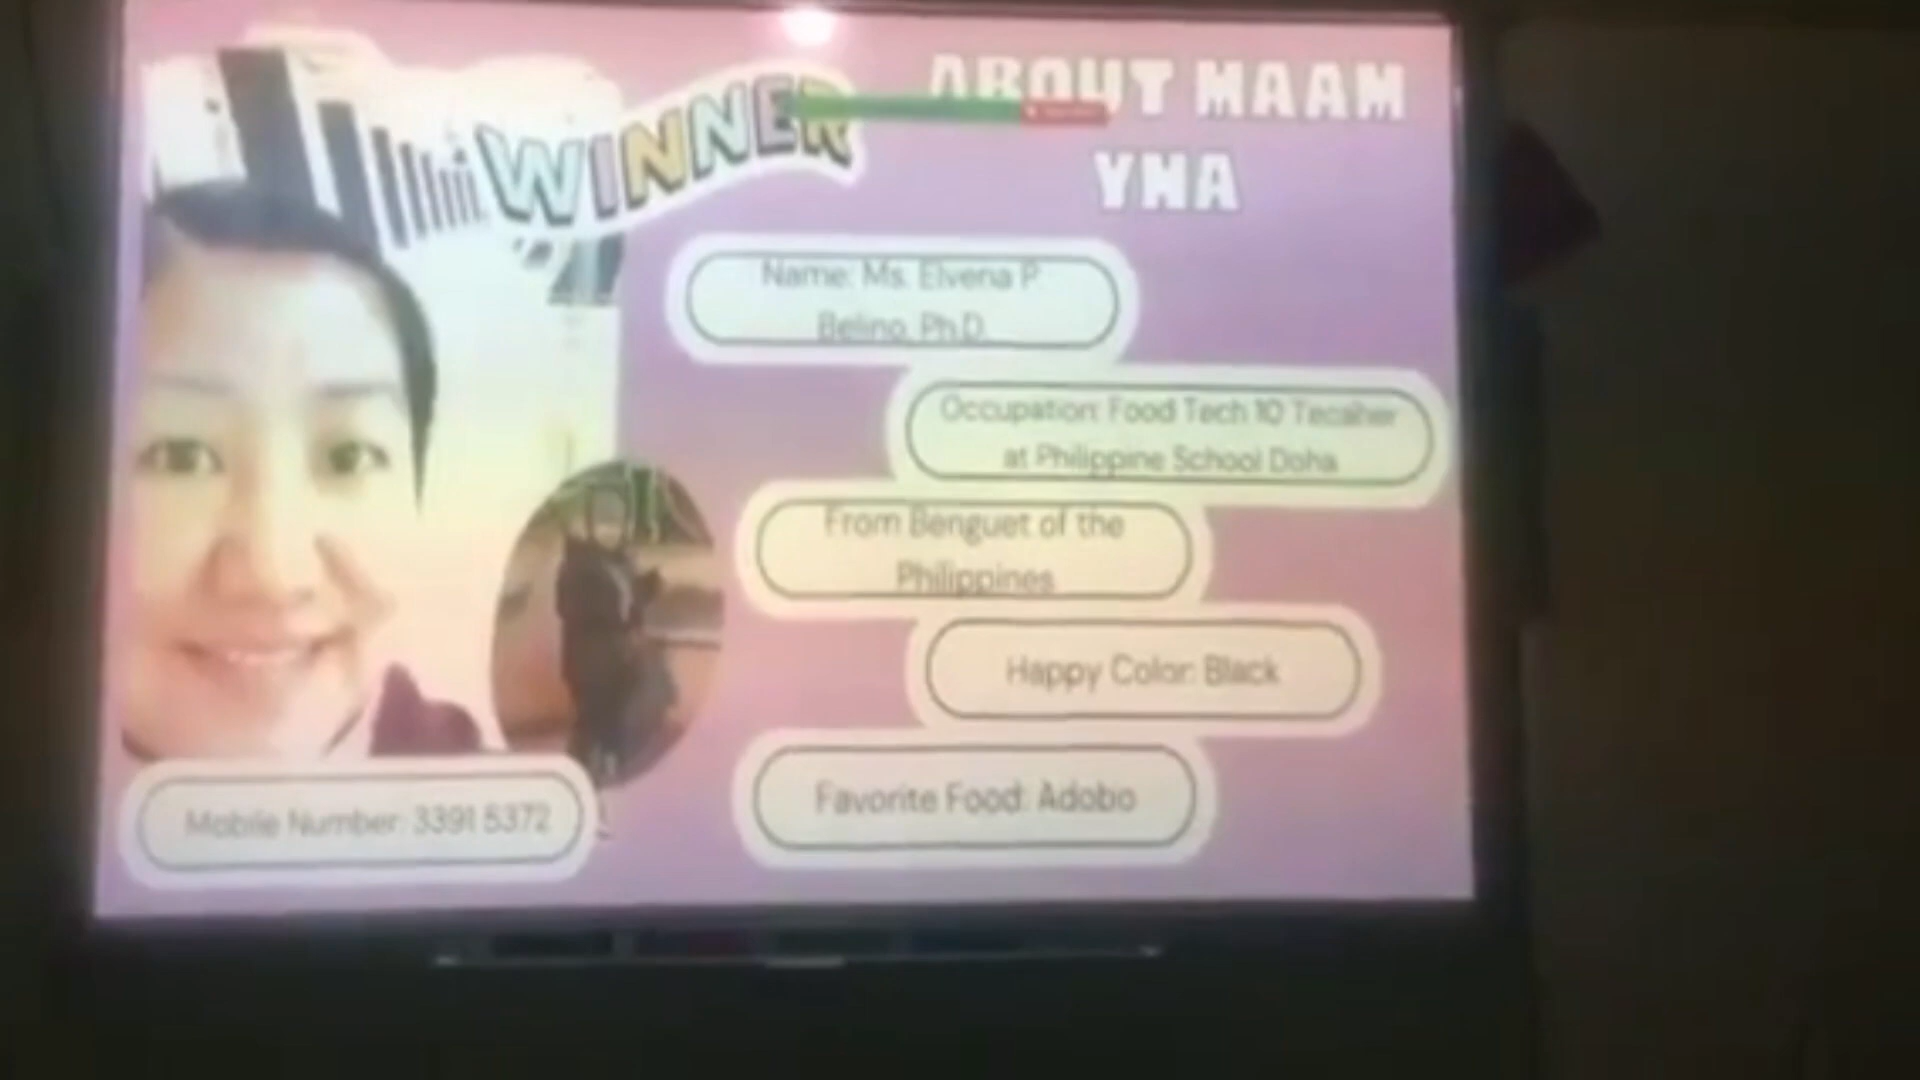 WINNER
ABOUT MAAM
YNA
Name: Ms. Elvena P.
Belino, Ph.D.
Occupation: Food Tech 10 Tecaher
at Philippine School Doha
From Benguet of the
Philippines
Happy Color: Black
Favorite Food: Adobo
Mobile Number: 3391 5372